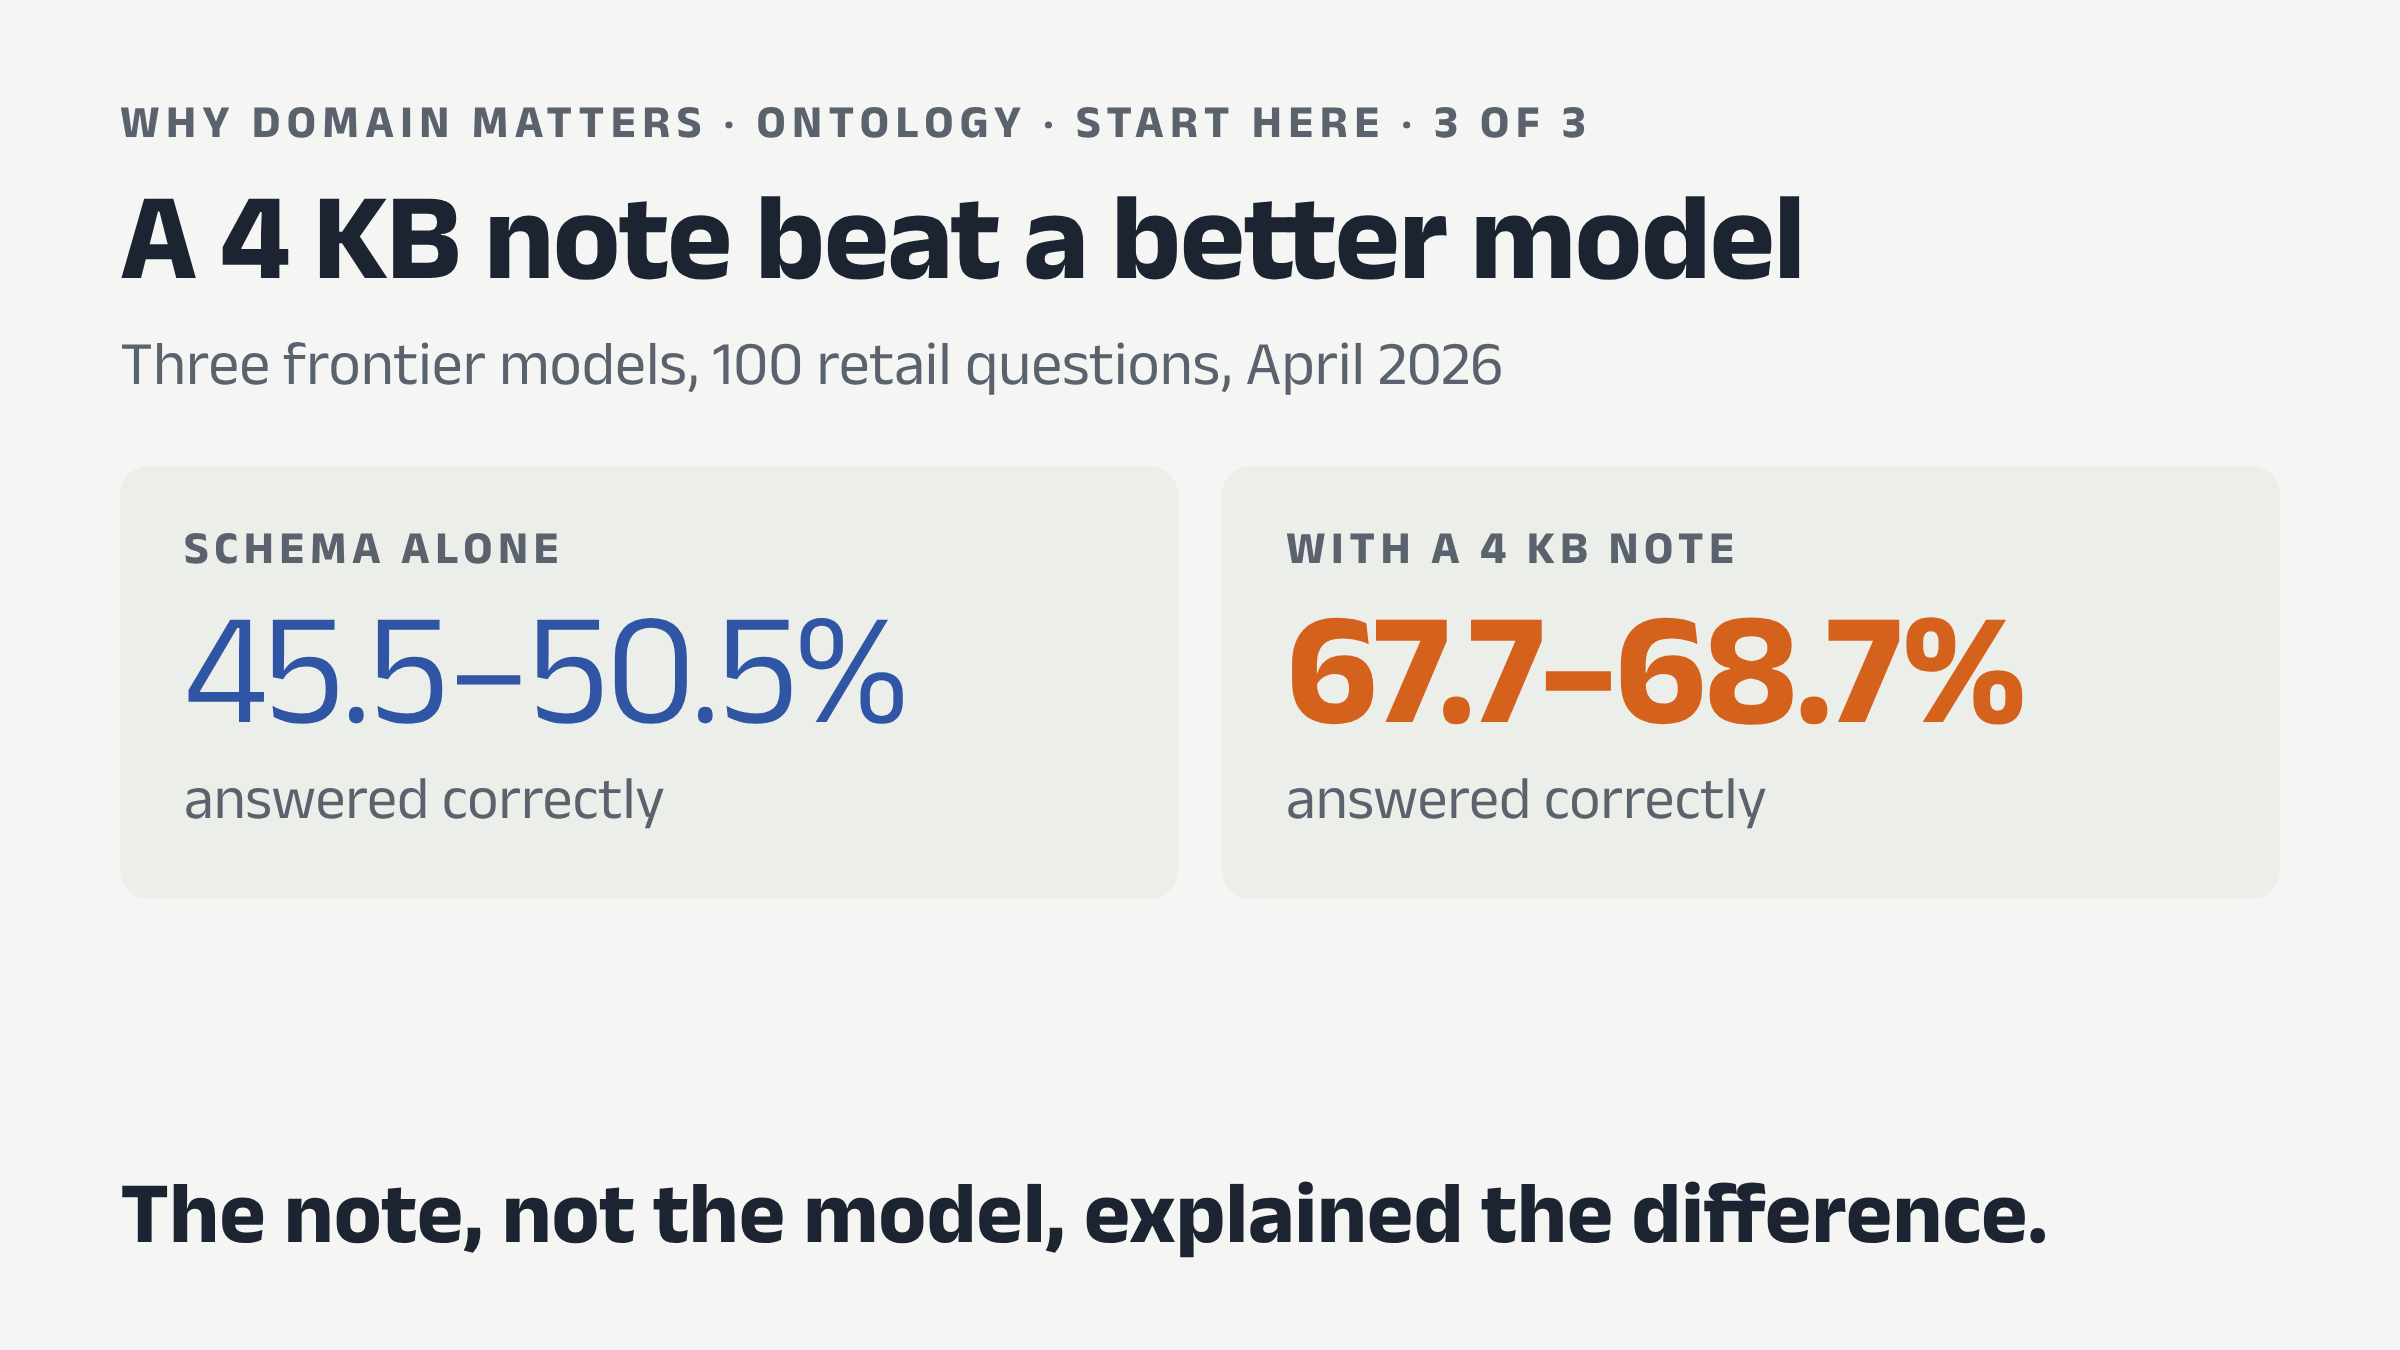 WHY DOMAIN MATTERS · ONTOLOGY · START HERE · 3 OF 3
A 4 KB note beat a better model
Three frontier models, 100 retail questions, April 2026
SCHEMA ALONE
45.5–50.5%
answered correctly
WITH A 4 KB NOTE
67.7–68.7%
answered correctly
The note, not the model, explained the difference.